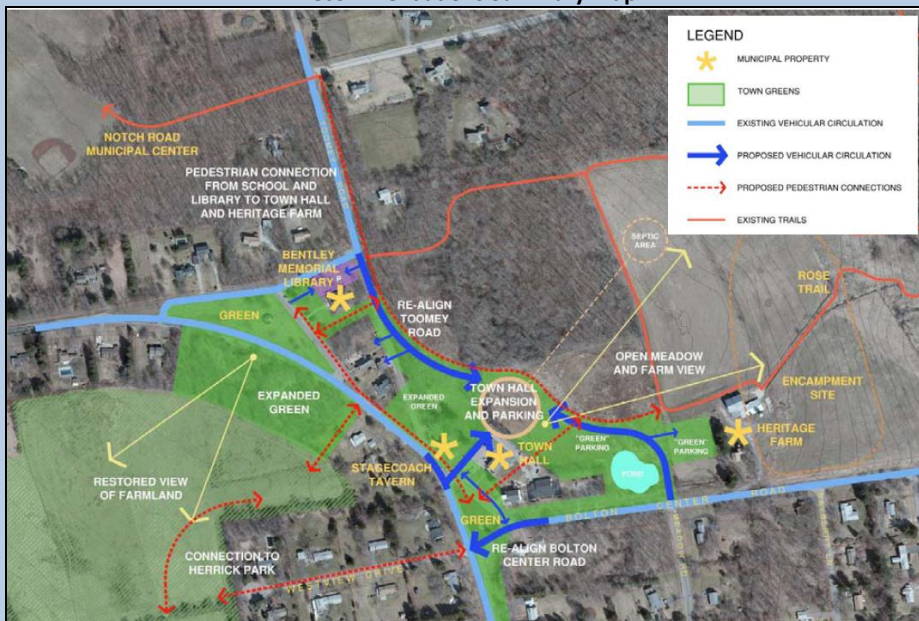 LEGEND
MUNICIPAL PROPERTY
TOWN GREENS
EXISTING VEHICULAR CIRCULATION
PROPOSED VEHICULAR CIRCULATION
PROPOSED PEDESTRIAN CONNECTIONS
EXISTING TRAILS
NOTCH ROAD
MUNICIPAL CENTER
PEDESTRIAN CONNECTION
FROM SCHOOL AND
LIBRARY TO TOWN HALL
AND HERITAGE FARM
SEPTIC
AREA
BENTLEY
MEMORIAL
LIBRARY
P
ROSE
TRAIL
GREEN
RE-ALIGN
TOOMEY
ROAD
OPEN MEADOW
AND FARM VIEW
EXPANDED
GREEN
EXPANDED
GREEN
TOWN HALL
EXPANSION
AND PARKING
ENCAMPMENT
SITE
HERITAGE
FARM
"GREEN"
PARKING
"GREEN"
PARKING
TOWN
HALL
STAGECOACH
TAVERN
POND
RESTORED VIEW
OF FARMLAND
GREEN
BOLTON CENTER ROAD
RE-ALIGN BOLTON
CENTER ROAD
CONNECTION TO
HERRICK PARK
WESTVIEW DRIVE